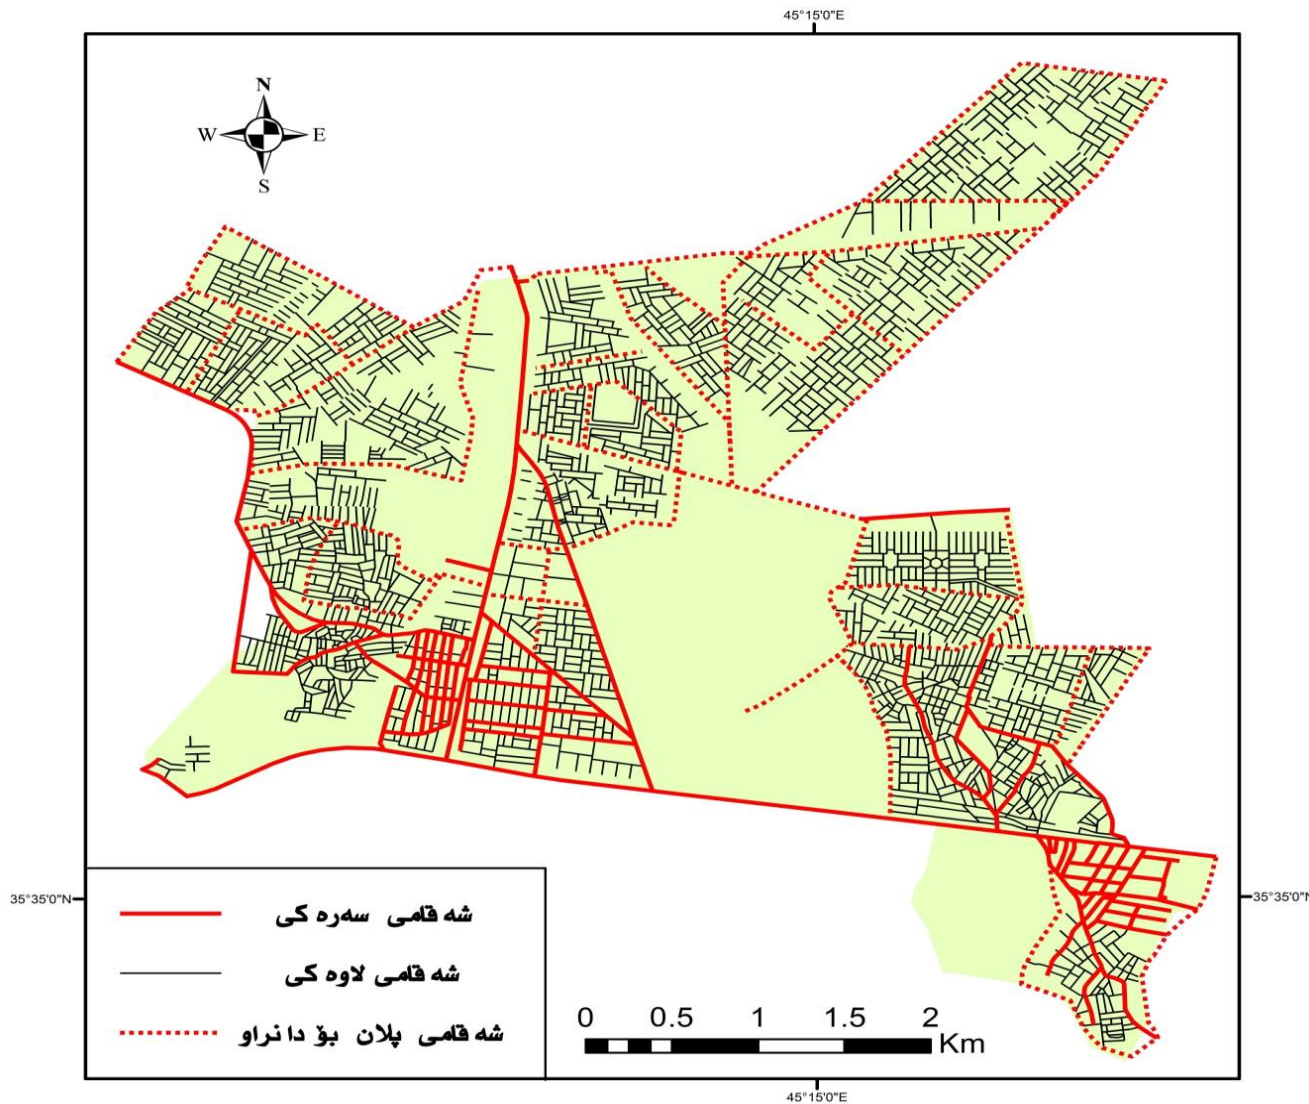 45°15'0"E
N
W E
S
35°35'0"N
35°35'0"N
شه قامی سه‌ره کی
شه قامی لاوه کی
شه قامی پلان بۆ دا نراو
0 0.5 1 1.5 2
Km
45°15'0"E